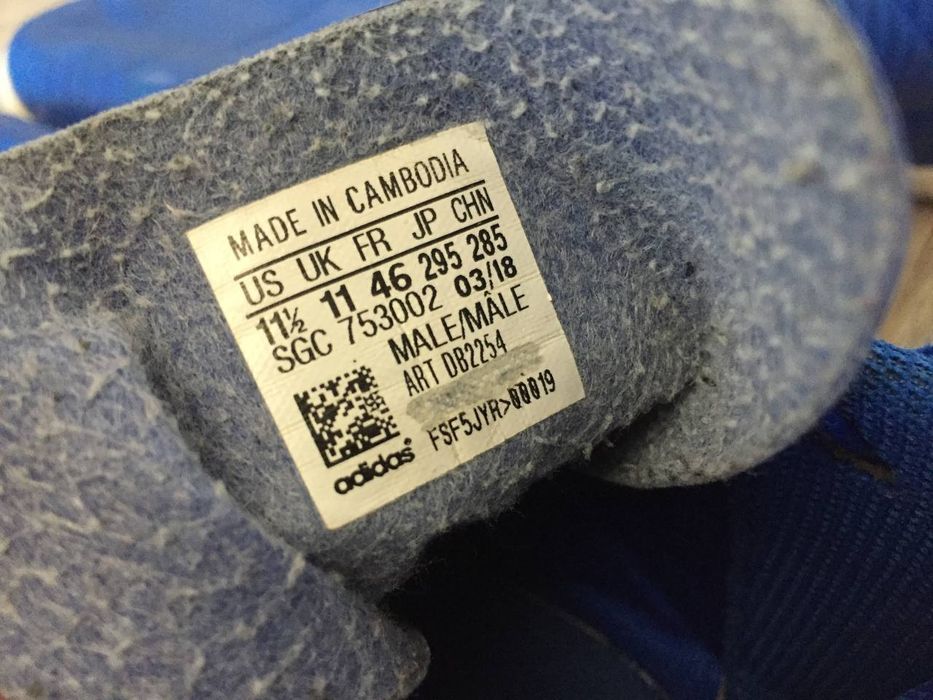 MADE IN CAMBODIA
US UK FR JP CHN
11½ 11 46 295 285
SGC 753002 03/18
MALE/MÂLE
ART DB2254
FSF5JYR>00019
adidas®